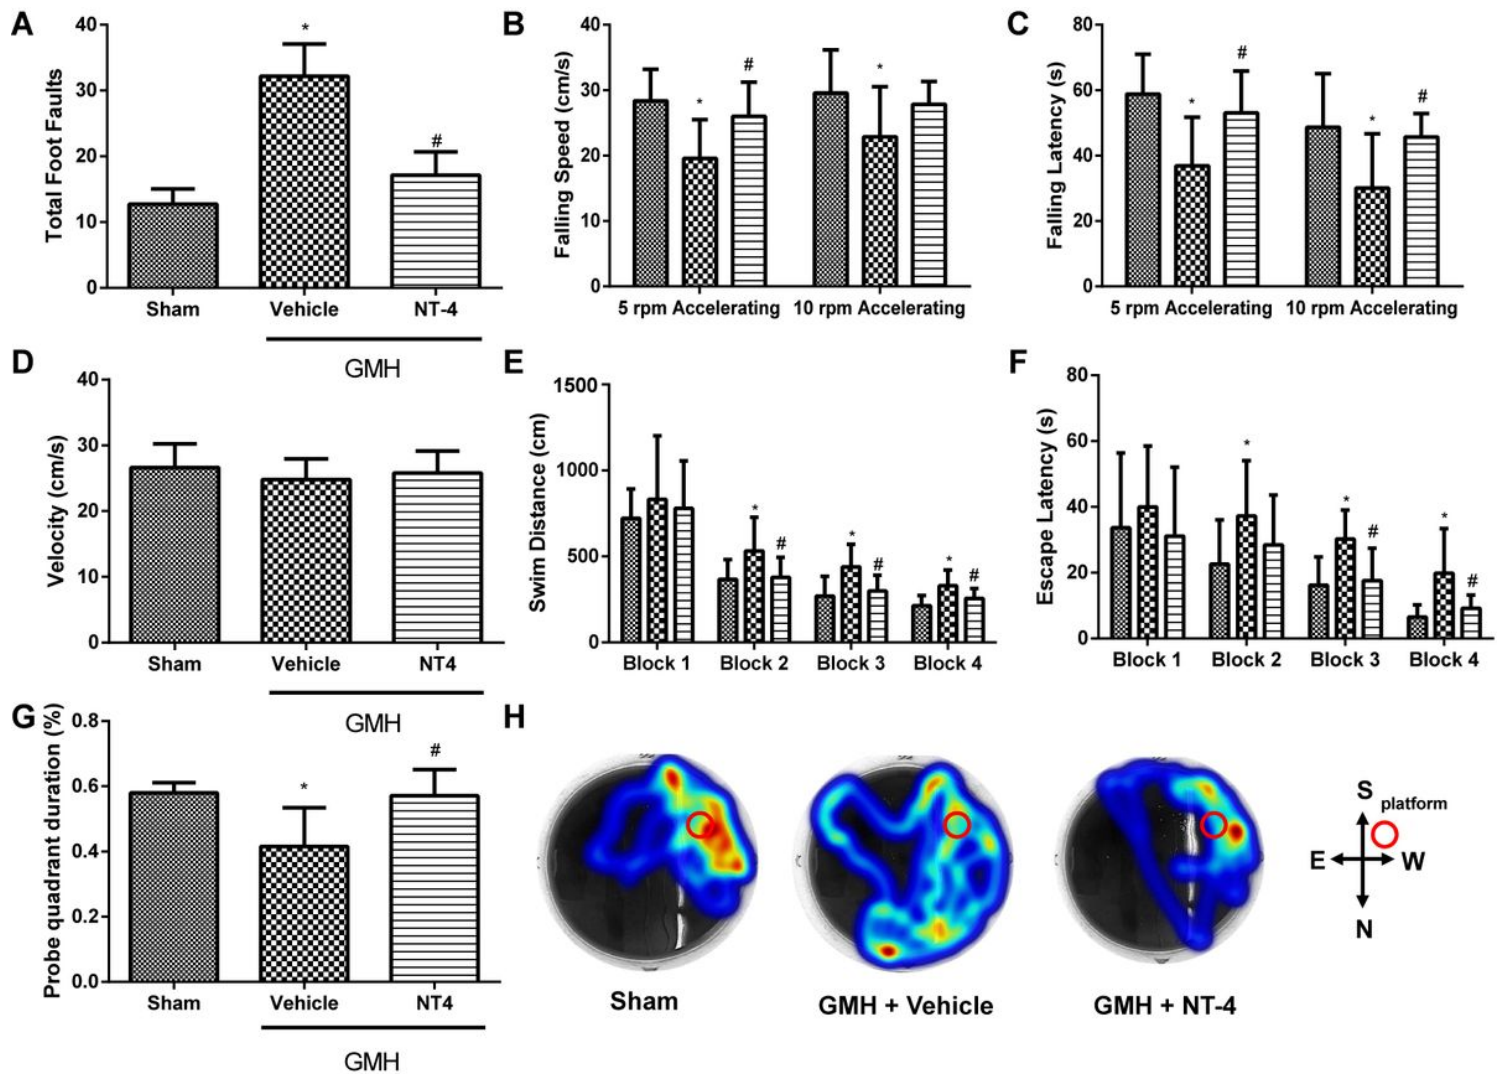 A
Total Foot Faults
40
30
20
10
0
*
#
Sham Vehicle NT-4
GMH
B
Falling Speed (cm/s)
40
30
20
10
0
* # *
5 rpm Accelerating 10 rpm Accelerating
C
Falling Latency (s)
80
60
40
20
0
* # * #
5 rpm Accelerating 10 rpm Accelerating
D
Velocity (cm/s)
40
30
20
10
0
Sham Vehicle NT4
GMH
E
Swim Distance (cm)
1500
1000
500
0
* # * # * #
Block 1 Block 2 Block 3 Block 4
F
Escape Latency (s)
80
60
40
20
0
* * # * #
Block 1 Block 2 Block 3 Block 4
G
Probe quadrant duration (%)
0.8
0.6
0.4
0.2
0.0
* #
Sham Vehicle NT4
GMH
H
Sham GMH + Vehicle GMH + NT-4
S
platform
E W
N